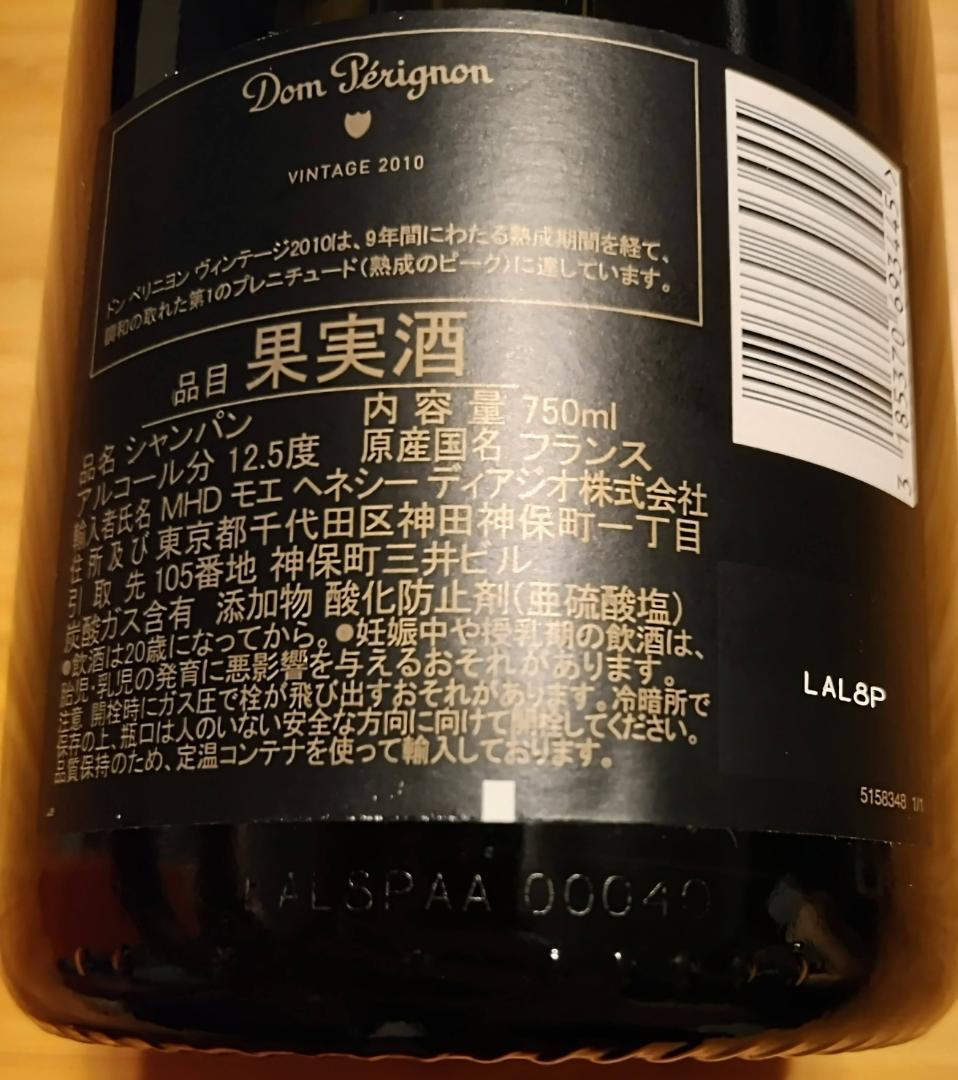 Dom Pérignon
VINTAGE 2010
ドン ペリニヨン ヴィンテージ2010は、9年間にわたる熟成期間を経て、
調和の取れた第1のプレニチュード(熟成のピーク)に達しています。
品目 果実酒
品名 シャンパン 内容量 750ml
アルコール分 12.5度 原産国名 フランス
輸入者氏名 MHD モエ ヘネシー ディアジオ株式会社
住所及び 東京都千代田区神田神保町一丁目
引取先 105番地 神保町三井ビル
炭酸ガス含有 添加物 酸化防止剤(亜硫酸塩)
●飲酒は20歳になってから。●妊娠中や授乳期の飲酒は、
胎児・乳児の発育に悪影響を与えるおそれがあります。
注意 開栓時にガス圧で栓が飛び出すおそれがあります。冷暗所で
保存の上、瓶口は人のいない安全な方向に向けて開栓してください。
品質保持のため、定温コンテナを使って輸入しております。
LAL8P
5158348 1/1
LAL8PAA 00040